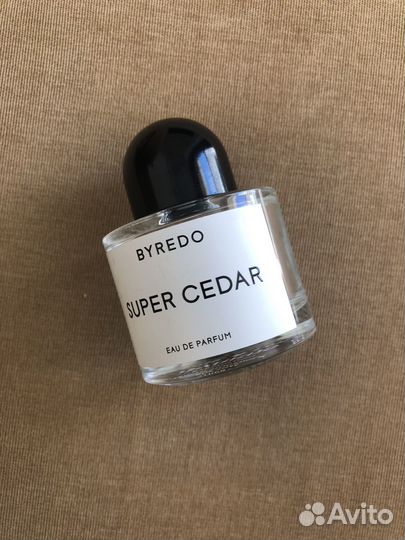 BYREDO
SUPER CEDAR
EAU DE PARFUM
Avito